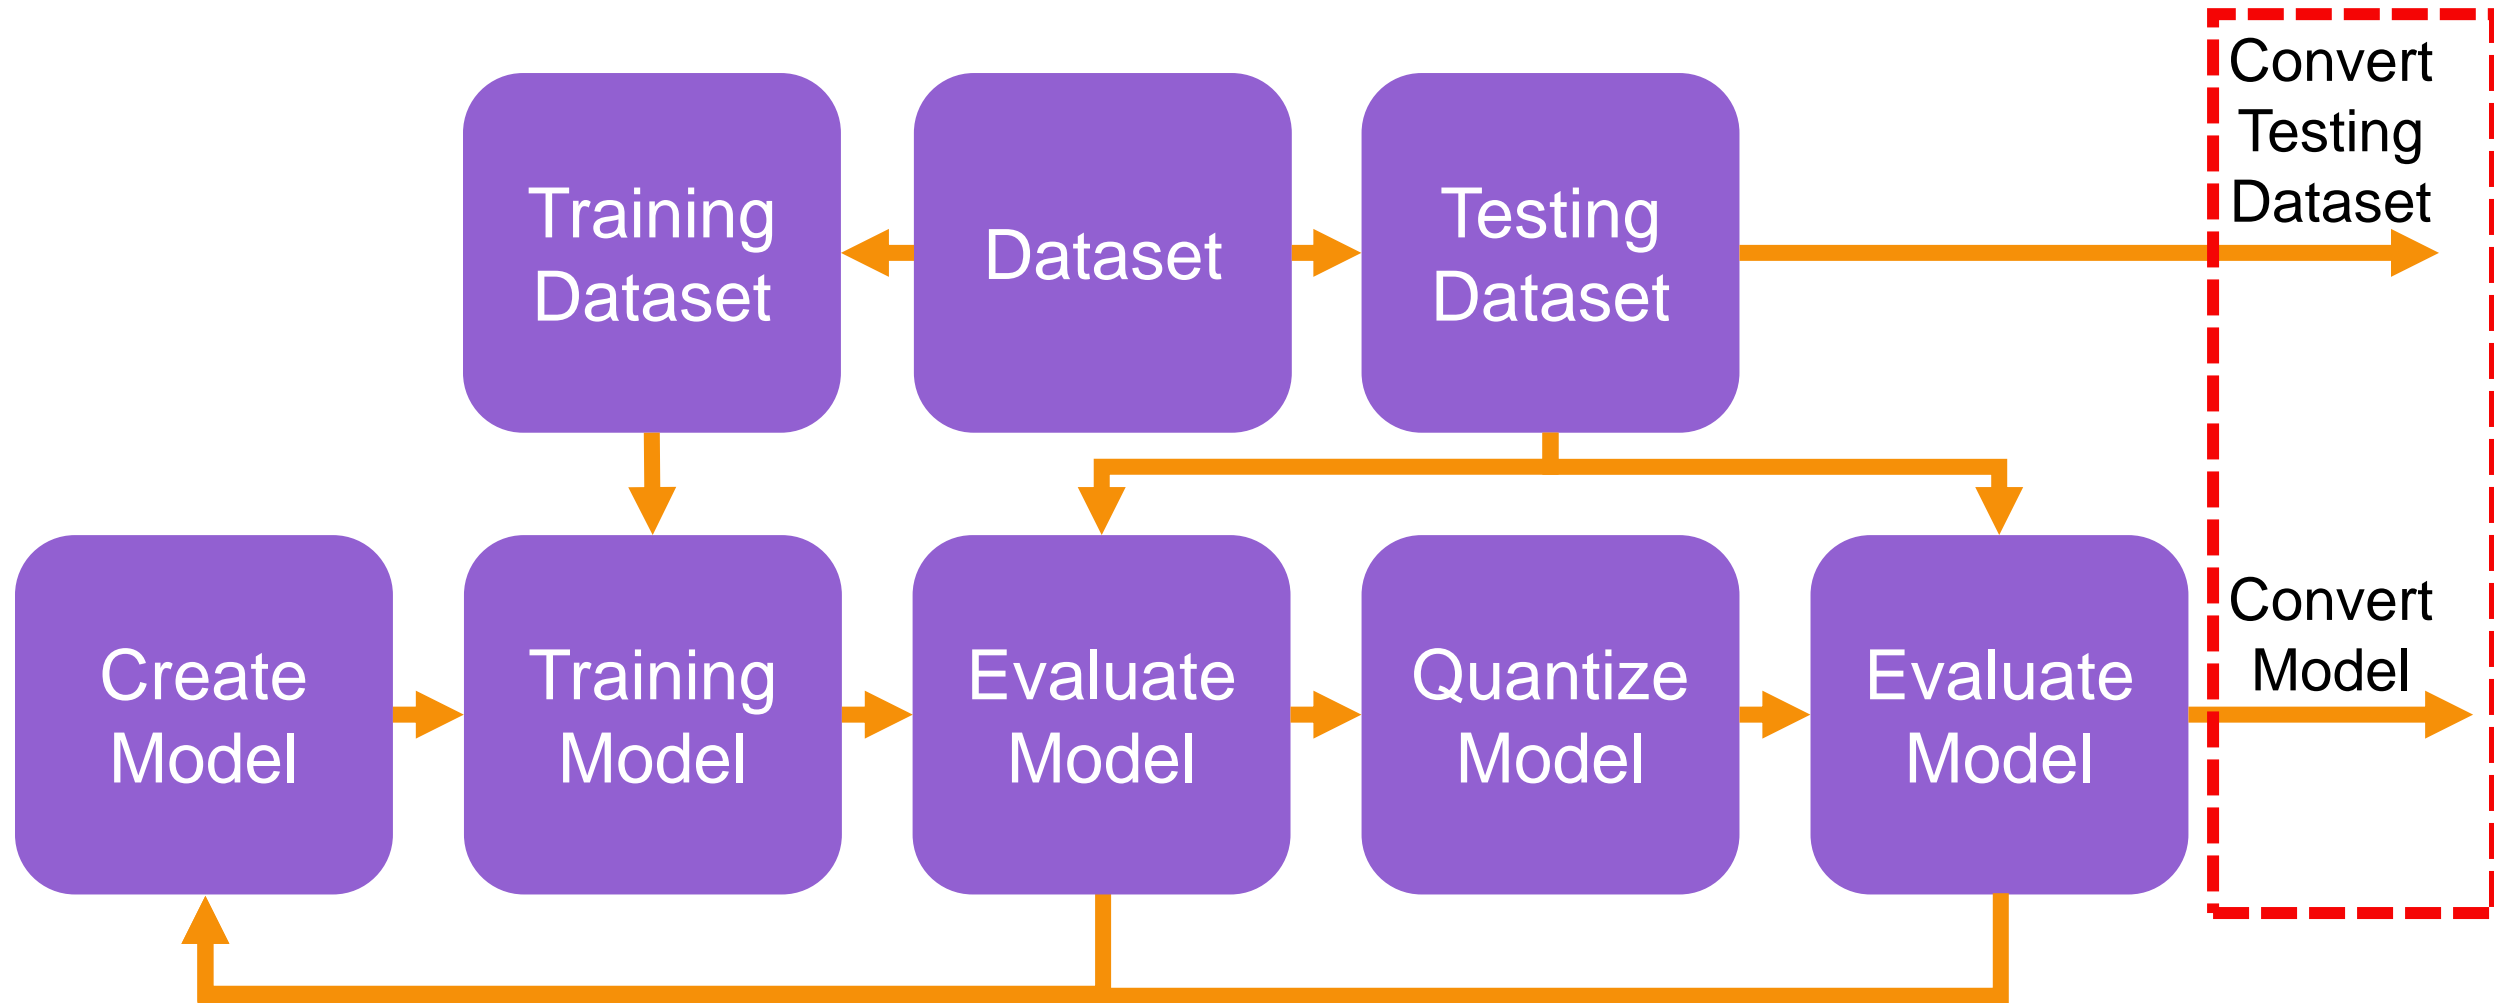 Training
Dataset
Dataset
Testing
Dataset
Convert
Testing
Dataset
Create
Model
Training
Model
Evaluate
Model
Quantize
Model
Evaluate
Model
Convert
Model